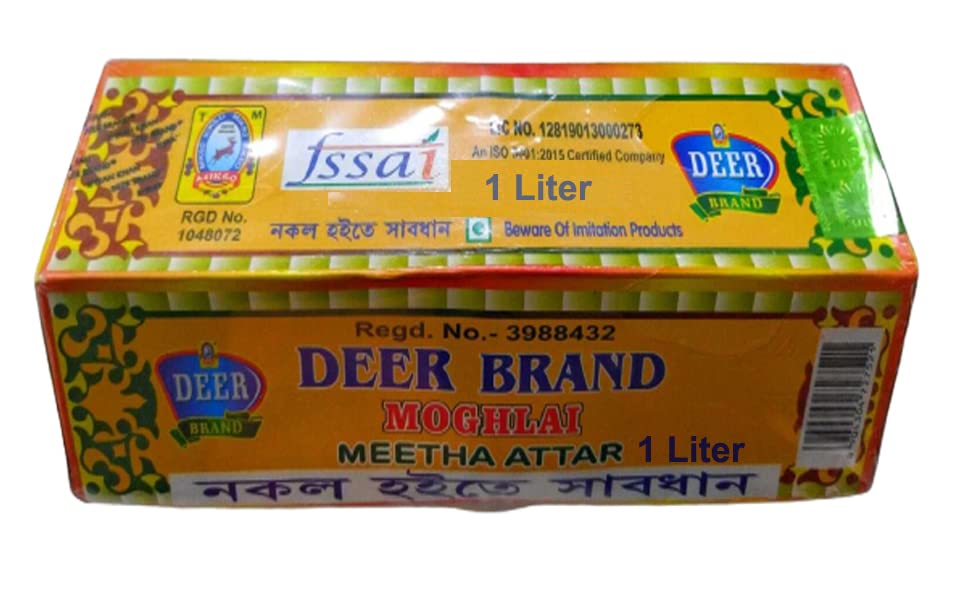 T M
RGD No.
1048072
fssai
LIC NO. 12819013000273
An ISO 9001:2015 Certified Company
1 Liter
নকল হইতে সাবধান
Beware Of Imitation Products
DEER
BRAND
Regd. No.- 3988432
DEER BRAND
MOGHLAI
MEETHA ATTAR 1 Liter
নকল হইতে সাবধান
DEER
BRAND